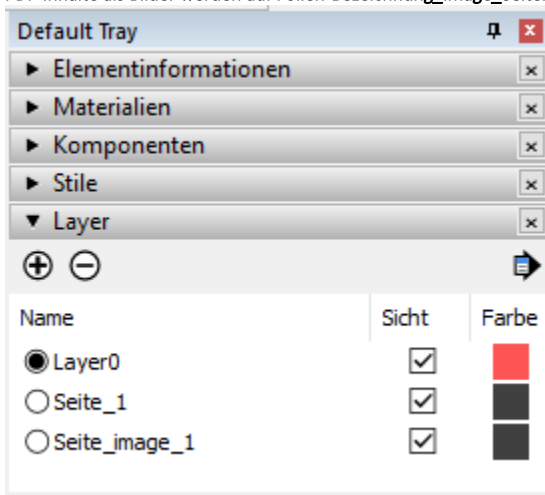 Default Tray
Elementinformationen
Materialien
Komponenten
Stile
Layer
Name Sicht Farbe
Layer0
Seite_1
Seite_image_1